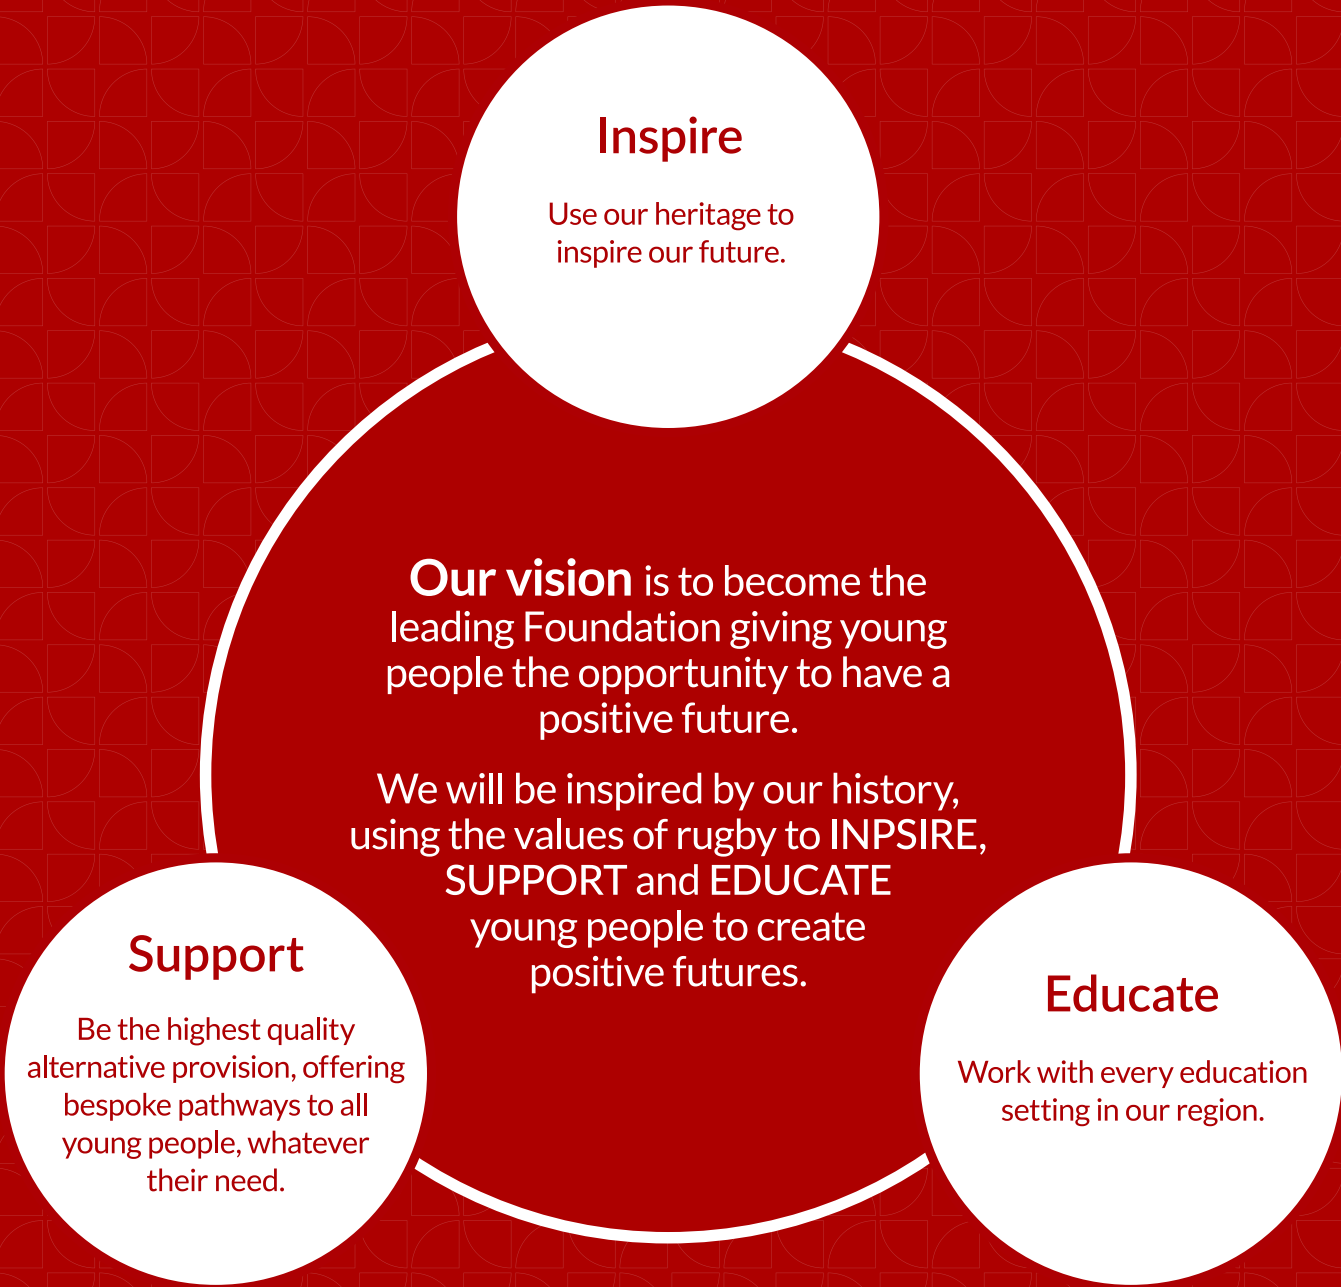 Inspire
Use our heritage to
inspire our future.
Our vision is to become the
leading Foundation giving young
people the opportunity to have a
positive future.
We will be inspired by our history,
using the values of rugby to INPSIRE,
SUPPORT and EDUCATE
young people to create
positive futures.
Support
Be the highest quality
alternative provision, offering
bespoke pathways to all
young people, whatever
their need.
Educate
Work with every education
setting in our region.